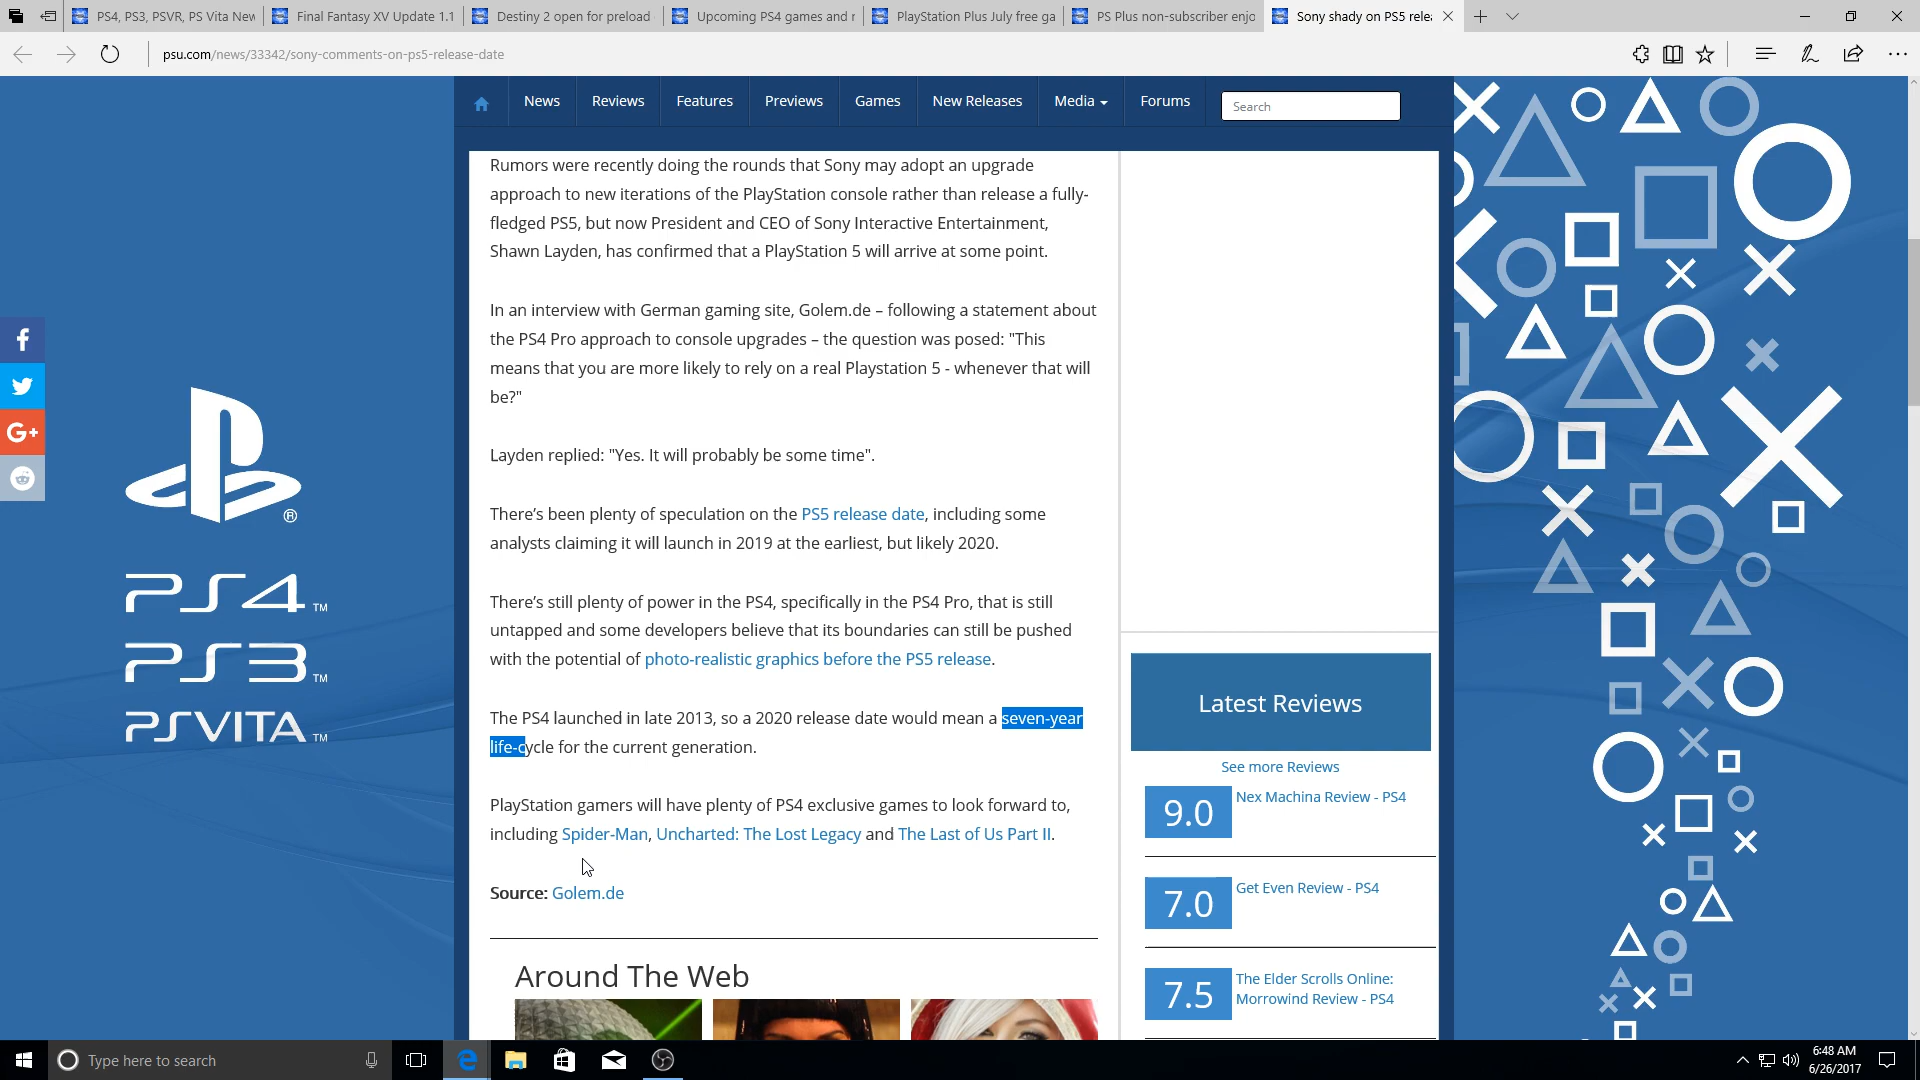 PS4, PS3, PSVR, PS Vita New
Final Fantasy XV Update 1.1
Destiny 2 open for preload
Upcoming PS4 games and r
PlayStation Plus July free ga
PS Plus non-subscriber enjo
Sony shady on PS5 rele
psu.com/news/33342/sony-comments-on-ps5-release-date
News
Reviews
Features
Previews
Games
New Releases
Media
Forums
Search
Rumors were recently doing the rounds that Sony may adopt an upgrade
approach to new iterations of the PlayStation console rather than release a fully-
fledged PS5, but now President and CEO of Sony Interactive Entertainment,
Shawn Layden, has confirmed that a PlayStation 5 will arrive at some point.
In an interview with German gaming site, Golem.de – following a statement about
the PS4 Pro approach to console upgrades – the question was posed: "This
means that you are more likely to rely on a real Playstation 5 - whenever that will
be?"
Layden replied: "Yes. It will probably be some time".
There’s been plenty of speculation on the PS5 release date, including some
analysts claiming it will launch in 2019 at the earliest, but likely 2020.
There’s still plenty of power in the PS4, specifically in the PS4 Pro, that is still
untapped and some developers believe that its boundaries can still be pushed
with the potential of photo-realistic graphics before the PS5 release.
The PS4 launched in late 2013, so a 2020 release date would mean a seven-year
life-cycle for the current generation.
PlayStation gamers will have plenty of PS4 exclusive games to look forward to,
including Spider-Man, Uncharted: The Lost Legacy and The Last of Us Part II.
Source: Golem.de
Around The Web
Latest Reviews
See more Reviews
9.0
Nex Machina Review - PS4
7.0
Get Even Review - PS4
7.5
The Elder Scrolls Online:
Morrowind Review - PS4
G+
®
PS4™
PS3™
PSVITA™
Type here to search
6:48 AM
6/26/2017